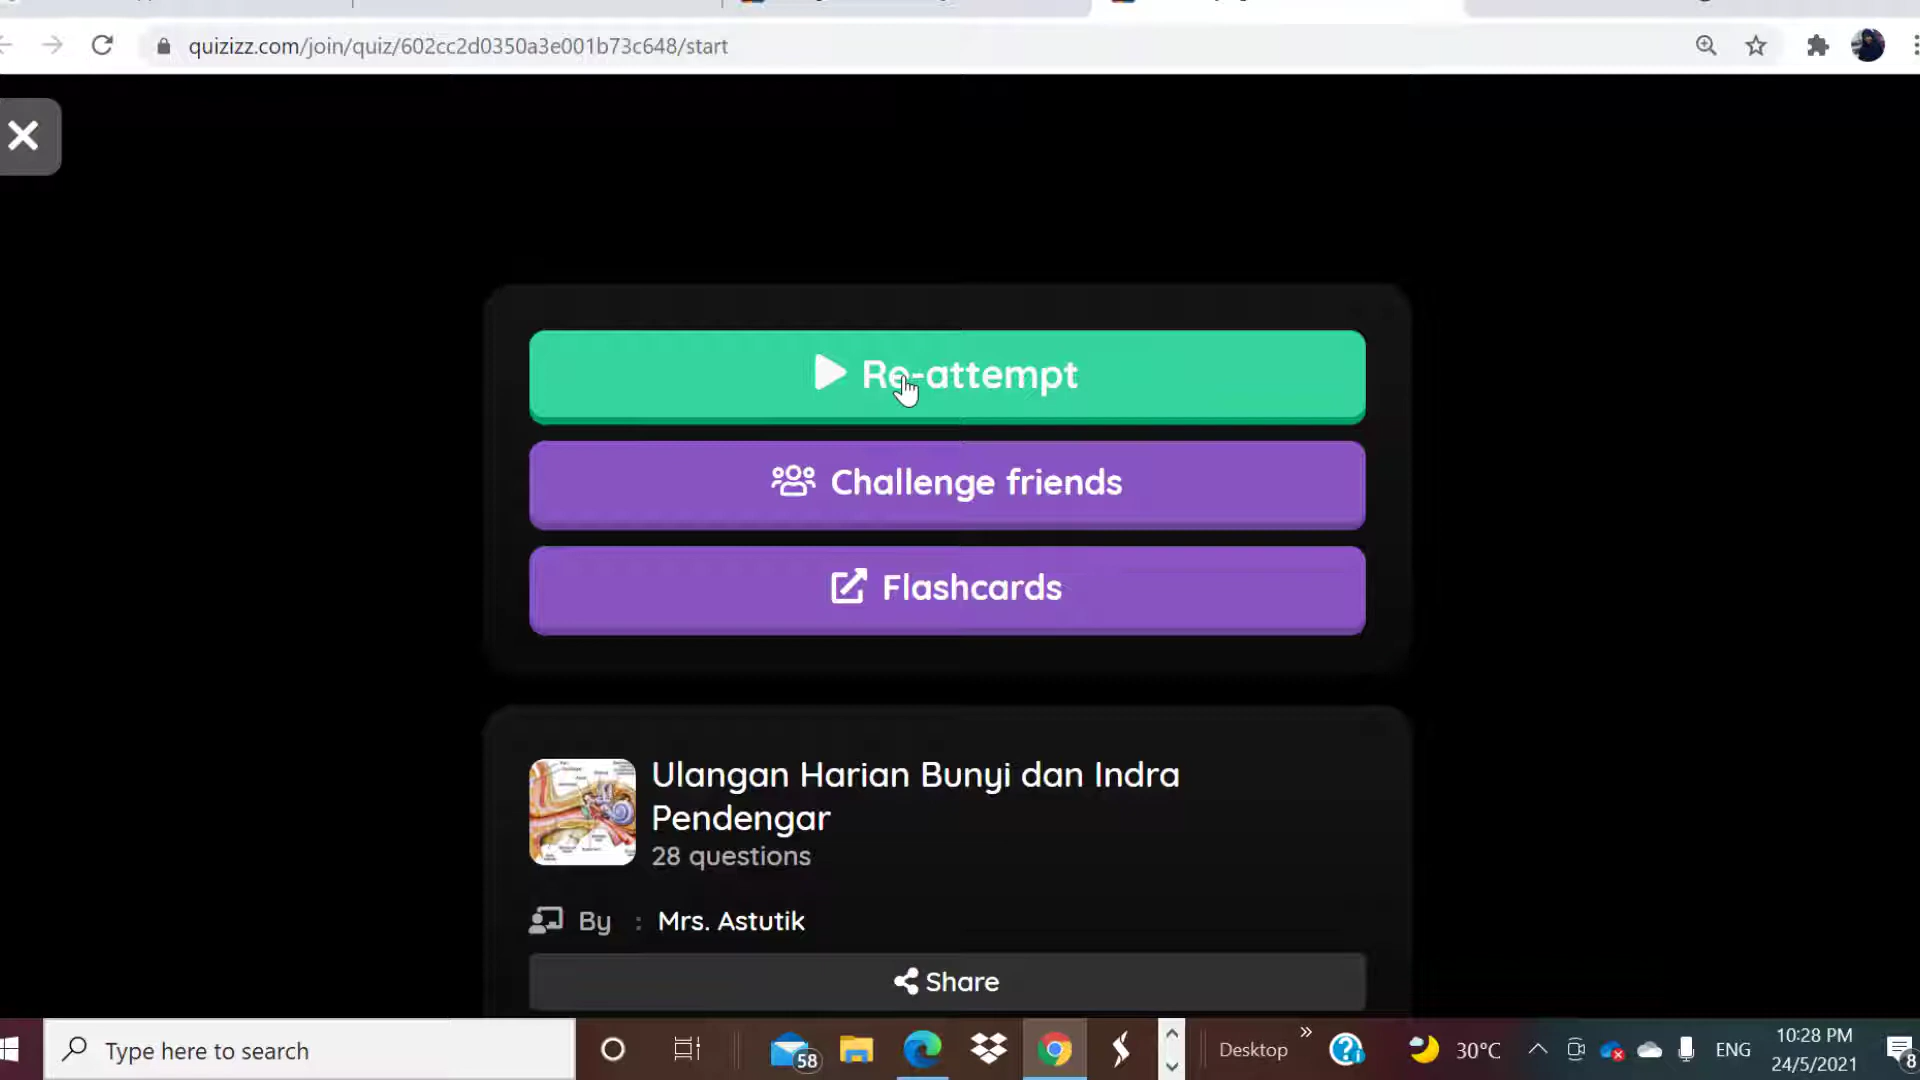 quizizz.com/join/quiz/602cc2d0350a3e001b73c648/start
Re-attempt
Challenge friends
Flashcards
Ulangan Harian Bunyi dan Indra
Pendengar
28 questions
By : Mrs. Astutik
Share
Type here to search
58
Desktop
30°C
ENG
10:28 PM
24/5/2021
8